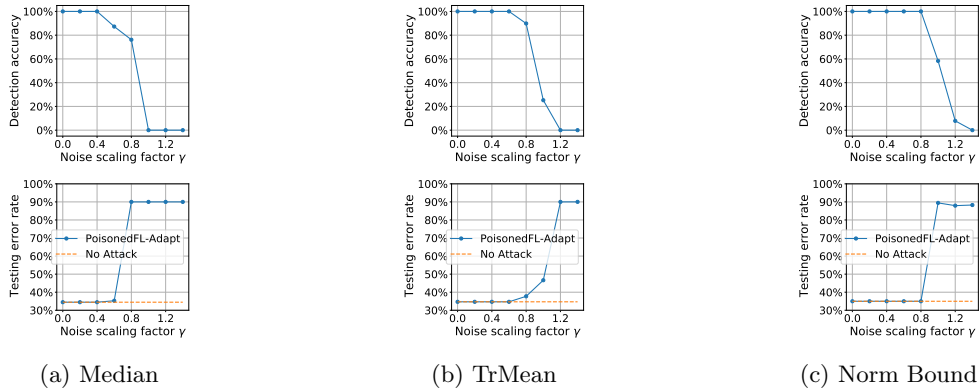 Detection accuracy
100%
80%
60%
40%
20%
0%
0.0 0.4 0.8 1.2
Noise scaling factor γ
Testing error rate
100%
90%
80%
70%
60%
50%
40%
30%
PoisonedFL-Adapt
No Attack
0.0 0.4 0.8 1.2
Noise scaling factor γ
(a) Median
Detection accuracy
100%
80%
60%
40%
20%
0%
0.0 0.4 0.8 1.2
Noise scaling factor γ
Testing error rate
100%
90%
80%
70%
60%
50%
40%
30%
PoisonedFL-Adapt
No Attack
0.0 0.4 0.8 1.2
Noise scaling factor γ
(b) TrMean
Detection accuracy
100%
80%
60%
40%
20%
0%
0.0 0.4 0.8 1.2
Noise scaling factor γ
Testing error rate
100%
90%
80%
70%
60%
50%
40%
30%
PoisonedFL-Adapt
No Attack
0.0 0.4 0.8 1.2
Noise scaling factor γ
(c) Norm Bound